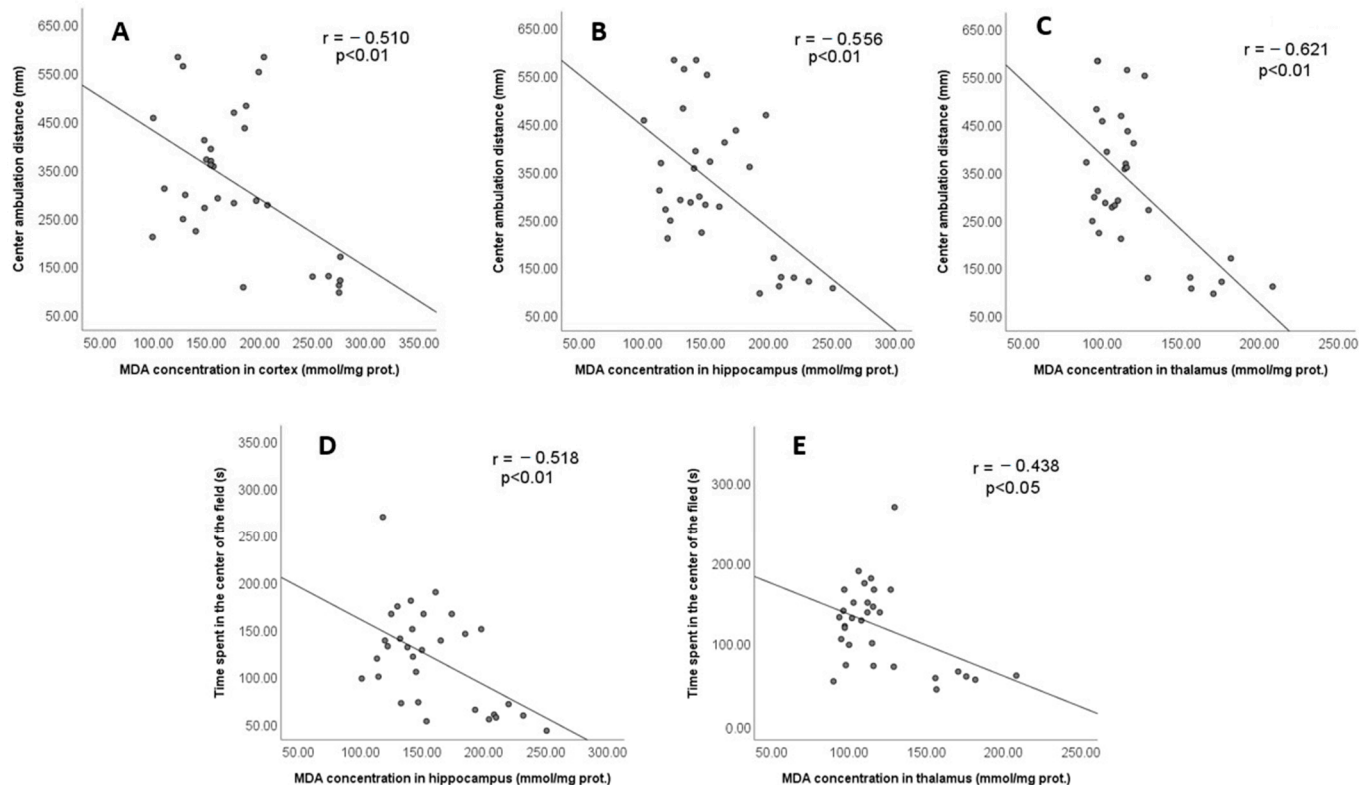 A
r = − 0.510
p<0.01
Center ambulation distance (mm)
650.00
550.00
450.00
350.00
250.00
150.00
50.00
50.00 100.00 150.00 200.00 250.00 300.00 350.00
MDA concentration in cortex (mmol/mg prot.)
B
r = − 0.556
p<0.01
Center ambulation distance (mm)
650.00
550.00
450.00
350.00
250.00
150.00
50.00
50.00 100.00 150.00 200.00 250.00 300.00
MDA concentration in hippocampus (mmol/mg prot.)
C
r = − 0.621
p<0.01
Center ambulation distance (mm)
650.00
550.00
450.00
350.00
250.00
150.00
50.00
50.00 100.00 150.00 200.00 250.00
MDA concentration in thalamus (mmol/mg prot.)
D
r = − 0.518
p<0.01
Time spent in the center of the field (s)
350.00
300.00
250.00
200.00
150.00
100.00
50.00
50.00 100.00 150.00 200.00 250.00 300.00
MDA concentration in hippocampus (mmol/mg prot.)
E
r = − 0.438
p<0.05
Time spent in the center of the filed (s)
300.00
200.00
100.00
0.00
50.00 100.00 150.00 200.00 250.00
MDA concentration in thalamus (mmol/mg prot.)